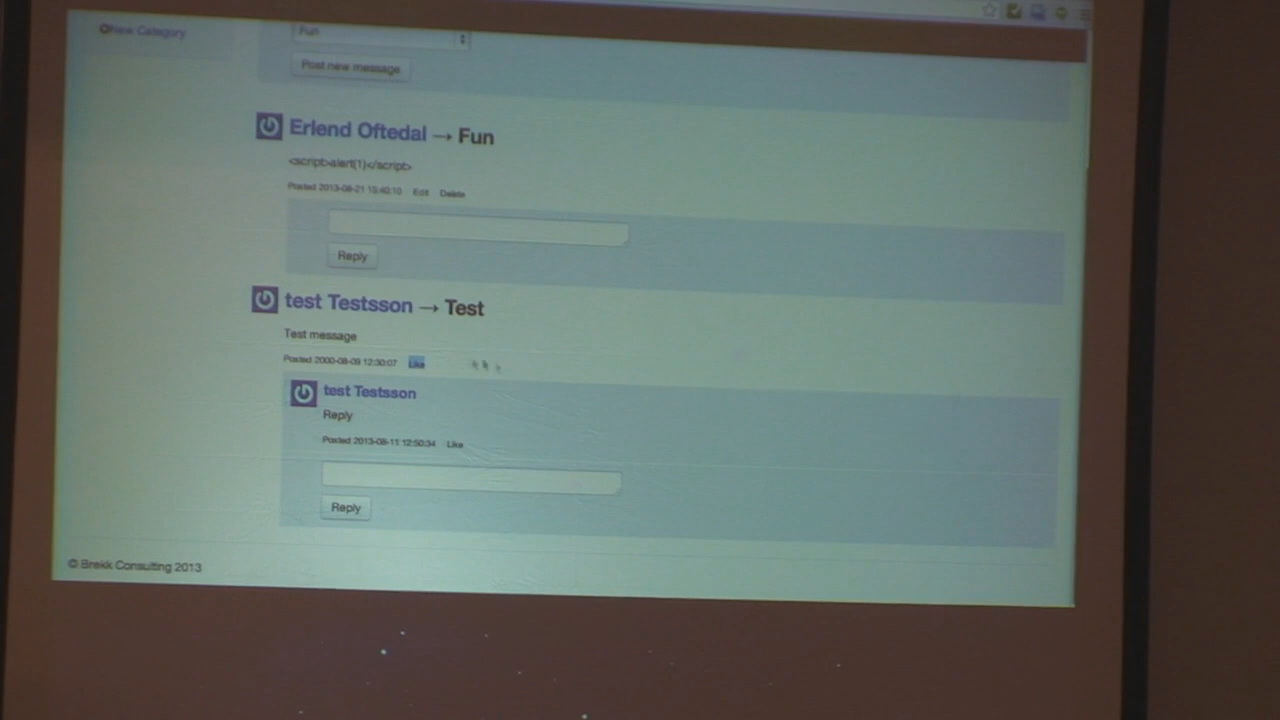 New Category
Fun
Post new message
Erlend Oftedal → Fun
<script>alert(1)</script>
Posted 2013-08-21 10:40:10 Edit Delete
Reply
test Testsson → Test
Test message
Posted 2000-08-09 12:30:07 Like
test Testsson
Reply
Posted 2013-08-11 12:50:34 Like
Reply
© Brekk Consulting 2013